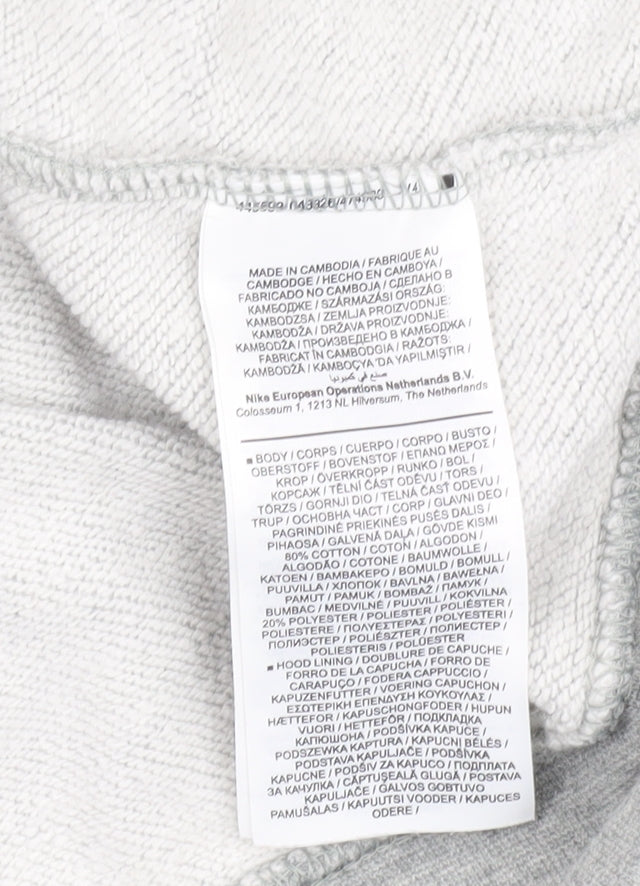 MADE IN CAMBODIA / FABRIQUE AU
CAMBODGE / HECHO EN CAMBOYA /
FABRICADO NO CAMBOJA / СДЕЛАНО В
КАМБОДЖЕ / SZÁRMAZÁSI ORSZÁG:
KAMBODZSA / ZEMLJA PROIZVODNJE:
KAMBODŽA / DRŽAVA PROIZVODNJE:
KAMBODŽA / ПРОИЗВЕДЕНО В КАМБОДЖА /
FABRICAT ÎN CAMBODGIA / RAŽOTS:
KAMBODŽĀ / KAMBOÇYA'DA YAPILMIŞTIR /
صنع في كمبوديا
Nike European Operations Netherlands B.V.
Colosseum 1, 1213 NL Hilversum, The Netherlands
■ BODY / CORPS / CUERPO / CORPO / BUSTO /
OBERSTOFF / BOVENSTOF / ΕΠΑΝΩ ΜΕΡΟΣ /
KROP / ÖVERKROPP / RUNKO / BOL /
КОРСАЖ / TĚLNÍ ČÁST ODĚVU / TORS /
TÖRZS / GORNJI DIO / TELNÁ ČASŤ ODEVU /
TRUP / ОСНОВНА ЧАСТ / CORP / GLAVNI DEO /
PAGRINDINĖ PRIEKINĖS PUSĖS DALIS /
PIHAOSA / GALVENĀ DAĻA / GÖVDE KISMI
80% COTTON / COTON / ALGODON /
ALGODÃO / COTONE / BAUMWOLLE /
KATOEN / ΒΑΜΒΑΚΕΡΟ / BOMULD / BOMULL /
PUUVILLA / ХЛОПОК / BAVLNA / BAWEŁNA /
PAMUT / PAMUK / BOMBAŽ / ПАМУК /
BUMBAC / MEDVILNĖ / PUUVILL / KOKVILNA
20% POLYESTER / POLIESTER / POLIÉSTER /
POLIESTERE / ΠΟΛΥΕΣΤΕΡΑΣ / POLYESTERI /
ПОЛИЭСТЕР / POLIÉSZTER / ПОЛИЕСТЕР /
POLIESTERIS / POLÜESTER
■ HOOD LINING / DOUBLURE DE CAPUCHE /
FORRO DE LA CAPUCHA / FORRO DE
CARAPUÇO / FODERA CAPPUCCIO /
KAPUZENFUTTER / VOERING CAPUCHON /
ΕΣΩΤΕΡΙΚΗ ΕΠΕΝΔΥΣΗ ΚΟΥΚΟΥΛΑΣ /
HÆTTEFOR / KAPUSCHONGFODER / HUPUN
VUORI / HETTEFÔR / ПОДКЛАДКА
КАПЮШОНА / PODŠÍVKA KAPUCE /
PODSZEWKA KAPTURA / KAPUCNI BÉLÉS /
PODSTAVA KAPULJAČE / PODŠÍVKA
KAPUCNE / PODŠIV ZA KAPUCO / ПОДПЛАТА
ЗА КАЧУЛКА / CĂPTUŞEALĂ GLUGĂ / POSTAVA
KAPULJAČE / GALVOS GOBTUVO
PAMUŠALAS / KAPUUTSI VOODER / KAPUCES
ODERE /